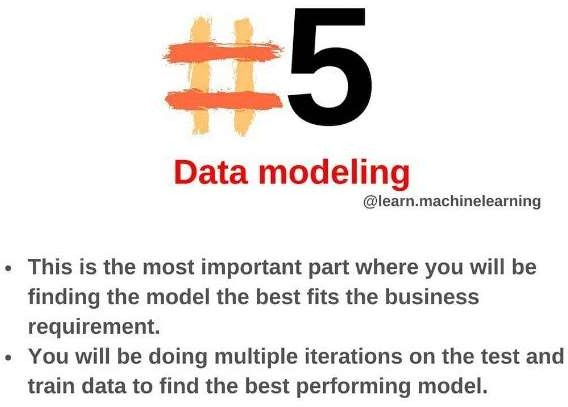 #5
Data modeling
@learn.machinelearning
• This is the most important part where you will be
finding the model the best fits the business
requirement.
• You will be doing multiple iterations on the test and
train data to find the best performing model.